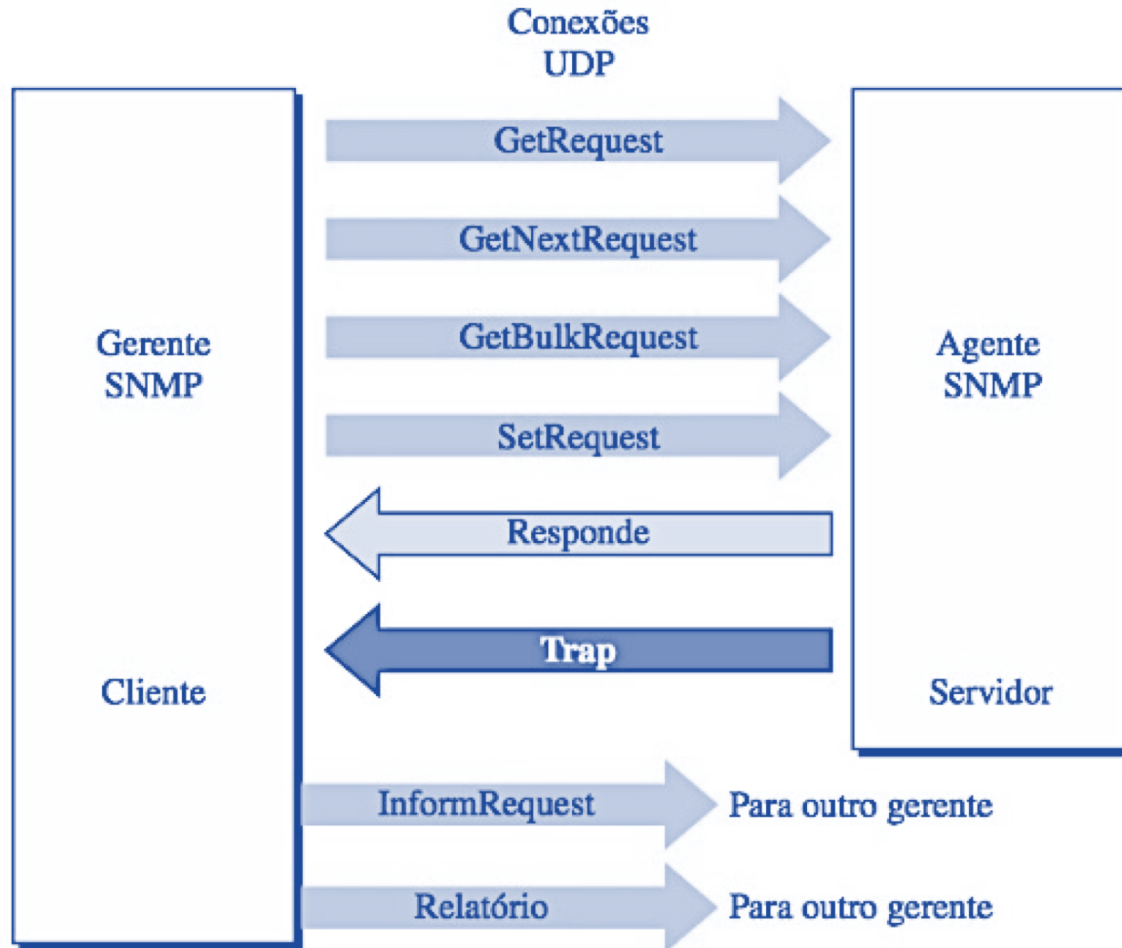 Conexões
UDP
GetRequest
GetNextRequest
GetBulkRequest
Gerente
SNMP
Agente
SNMP
SetRequest
Responde
Trap
Cliente
Servidor
InformRequest
Para outro gerente
Relatório
Para outro gerente